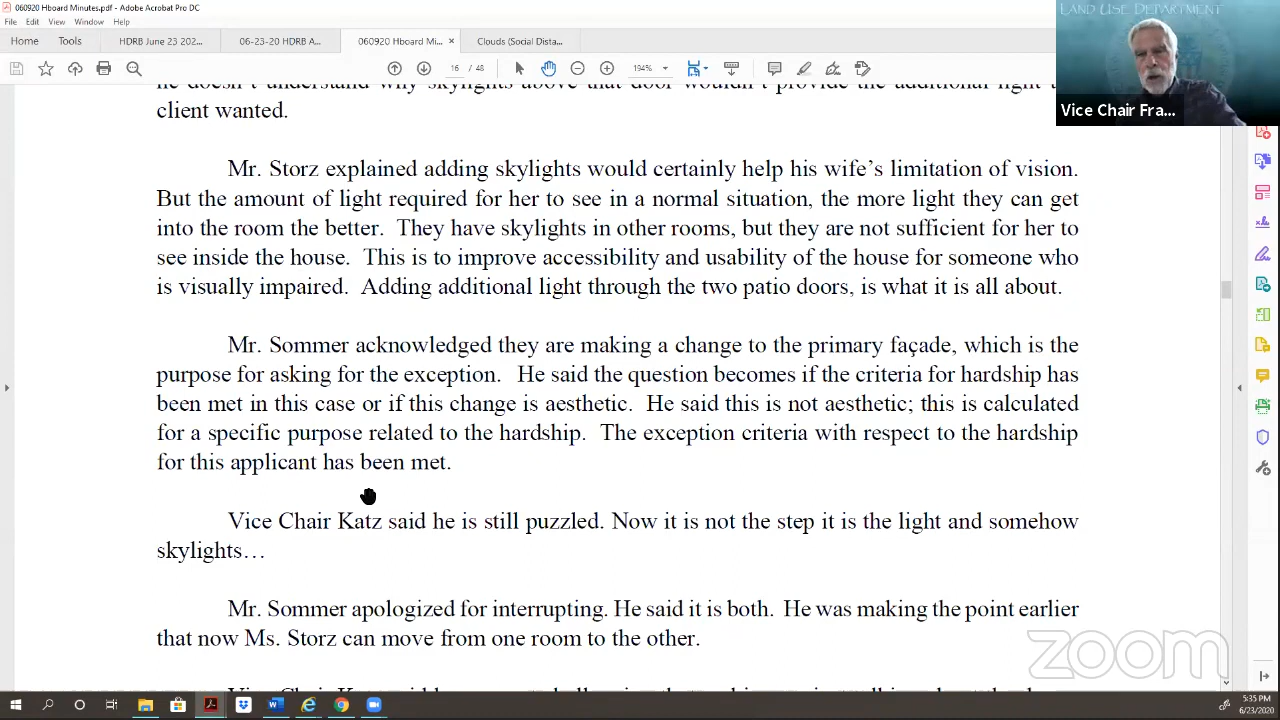 060920 Hboard Minutes.pdf - Adobe Acrobat Pro DC
File Edit View Window Help
Home Tools HDRB June 23 202... 06-23-20 HDRB A... 060920 Hboard Mi... × Clouds (Social Dista...
16 / 48 194%
LAND USE DEPARTMENT
Vice Chair Fra...
he doesn't understand why skylights above that door wouldn't provide the additional light
client wanted.
Mr. Storz explained adding skylights would certainly help his wife's limitation of vision.
But the amount of light required for her to see in a normal situation, the more light they can get
into the room the better. They have skylights in other rooms, but they are not sufficient for her to
see inside the house. This is to improve accessibility and usability of the house for someone who
is visually impaired. Adding additional light through the two patio doors, is what it is all about.
Mr. Sommer acknowledged they are making a change to the primary façade, which is the
purpose for asking for the exception. He said the question becomes if the criteria for hardship has
been met in this case or if this change is aesthetic. He said this is not aesthetic; this is calculated
for a specific purpose related to the hardship. The exception criteria with respect to the hardship
for this applicant has been met.
Vice Chair Katz said he is still puzzled. Now it is not the step it is the light and somehow
skylights…
Mr. Sommer apologized for interrupting. He said it is both. He was making the point earlier
that now Ms. Storz can move from one room to the other.
zoom
5:35 PM
6/23/2020